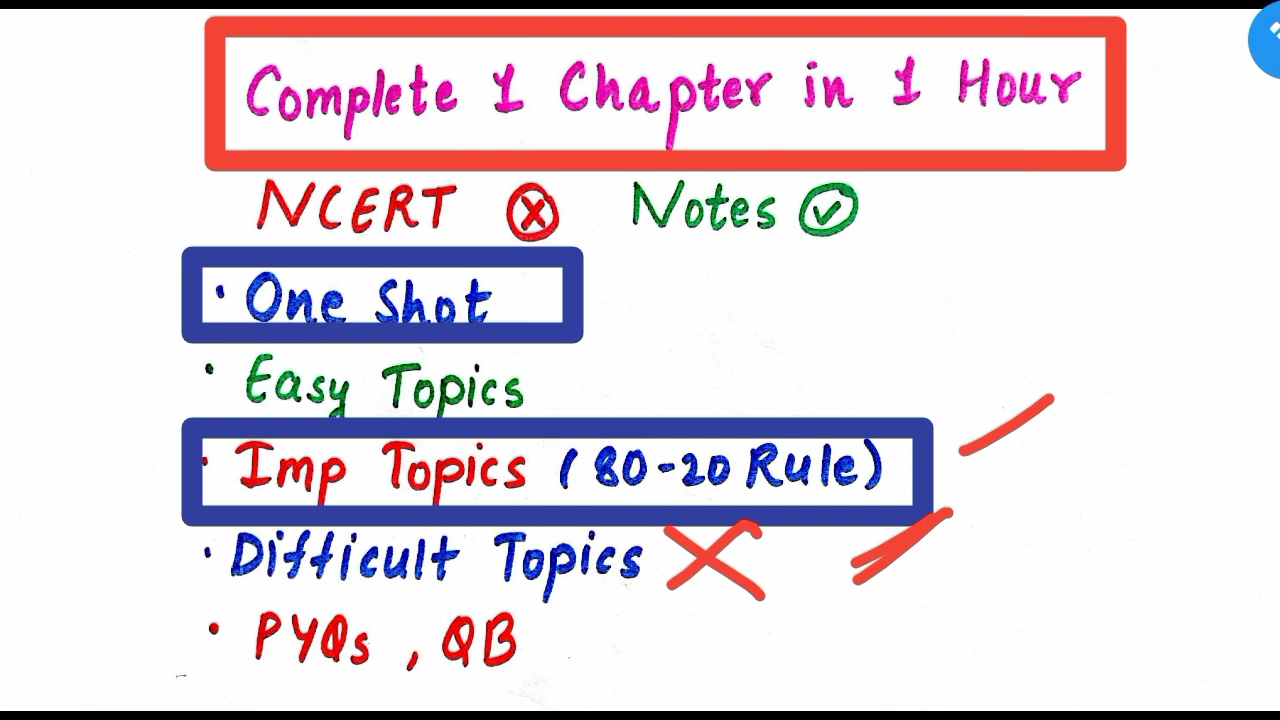 Complete 1 Chapter in 1 Hour
NCERT Notes
• One Shot
• Easy Topics
• Imp Topics (80-20 Rule)
• Difficult Topics
• PYQs, QB